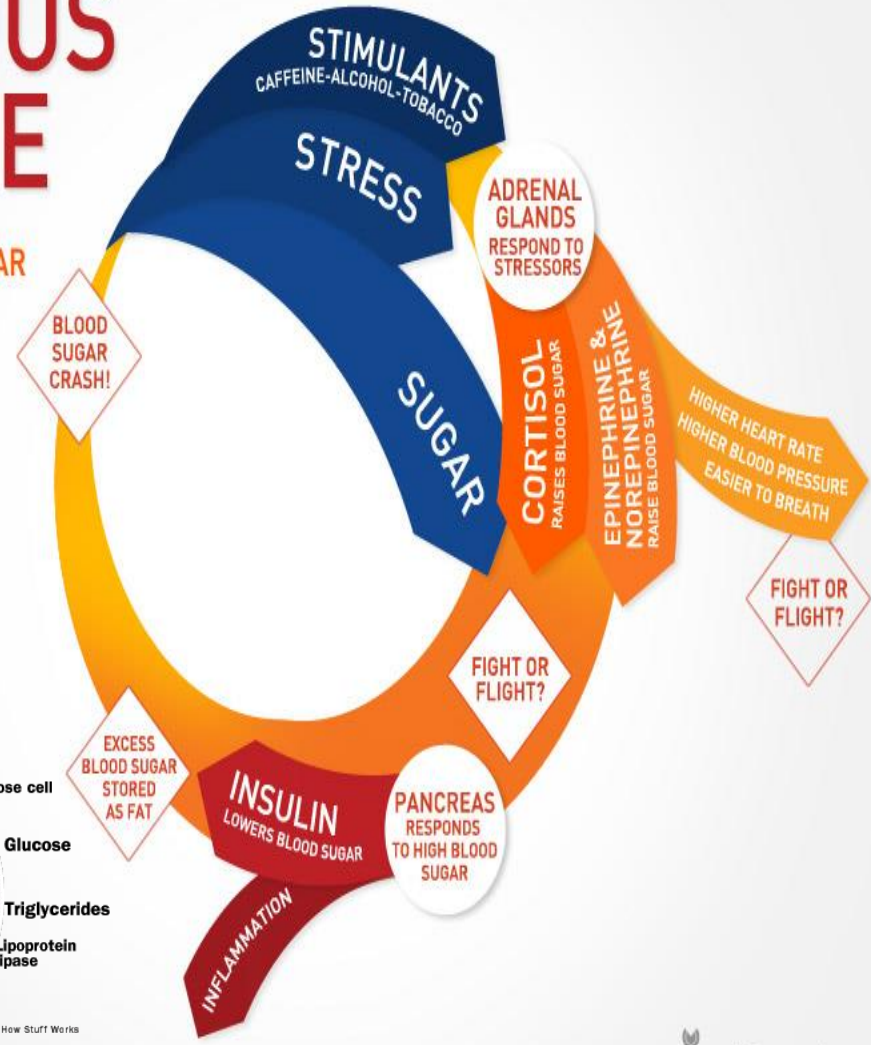 US
E
AR
STIMULANTS
CAFFEINE-ALCOHOL-TOBACCO
STRESS
SUGAR
ADRENAL
GLANDS
RESPOND TO
STRESSORS
CORTISOL
RAISES BLOOD SUGAR
EPINEPHRINE &
NOREPINEPHRINE
RAISE BLOOD SUGAR
HIGHER HEART RATE
HIGHER BLOOD PRESSURE
EASIER TO BREATH
FIGHT OR
FLIGHT?
FIGHT OR
FLIGHT?
PANCREAS
RESPONDS
TO HIGH BLOOD
SUGAR
INSULIN
LOWERS BLOOD SUGAR
INFLAMMATION
EXCESS
BLOOD SUGAR
STORED
AS FAT
BLOOD
SUGAR
CRASH!
ose cell
Glucose
Triglycerides
Lipoprotein
ipase
How Stuff Works